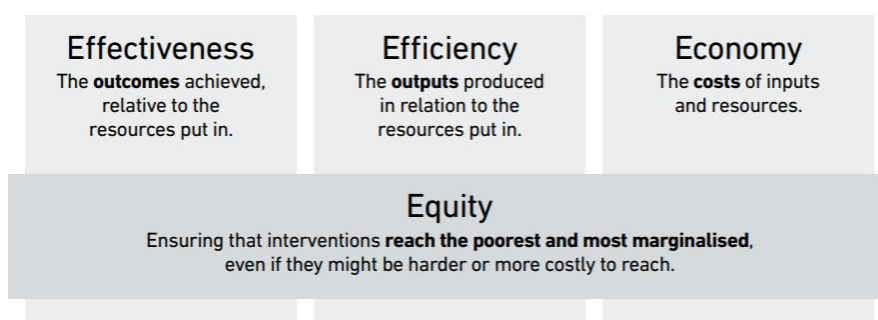 Effectiveness
The outcomes achieved,
relative to the
resources put in.
Efficiency
The outputs produced
in relation to the
resources put in.
Economy
The costs of inputs
and resources.
Equity
Ensuring that interventions reach the poorest and most marginalised,
even if they might be harder or more costly to reach.